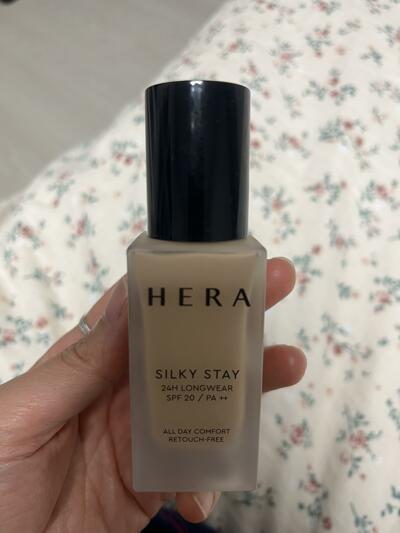 HERA
SILKY STAY
24H LONGWEAR
SPF 20 / PA ++
ALL DAY COMFORT
RETOUCH-FREE